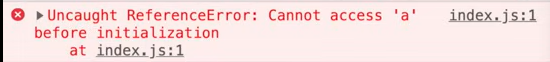 Uncaught ReferenceError: Cannot access 'a' index.js:1
before initialization
at index.js:1